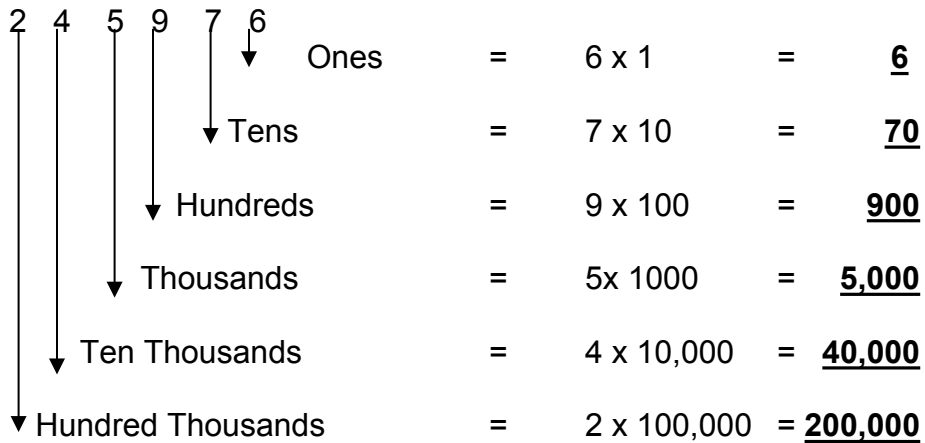 2 4 5 9 7 6
Ones = 6 x 1 = 6
Tens = 7 x 10 = 70
Hundreds = 9 x 100 = 900
Thousands = 5x 1000 = 5,000
Ten Thousands = 4 x 10,000 = 40,000
Hundred Thousands = 2 x 100,000 = 200,000